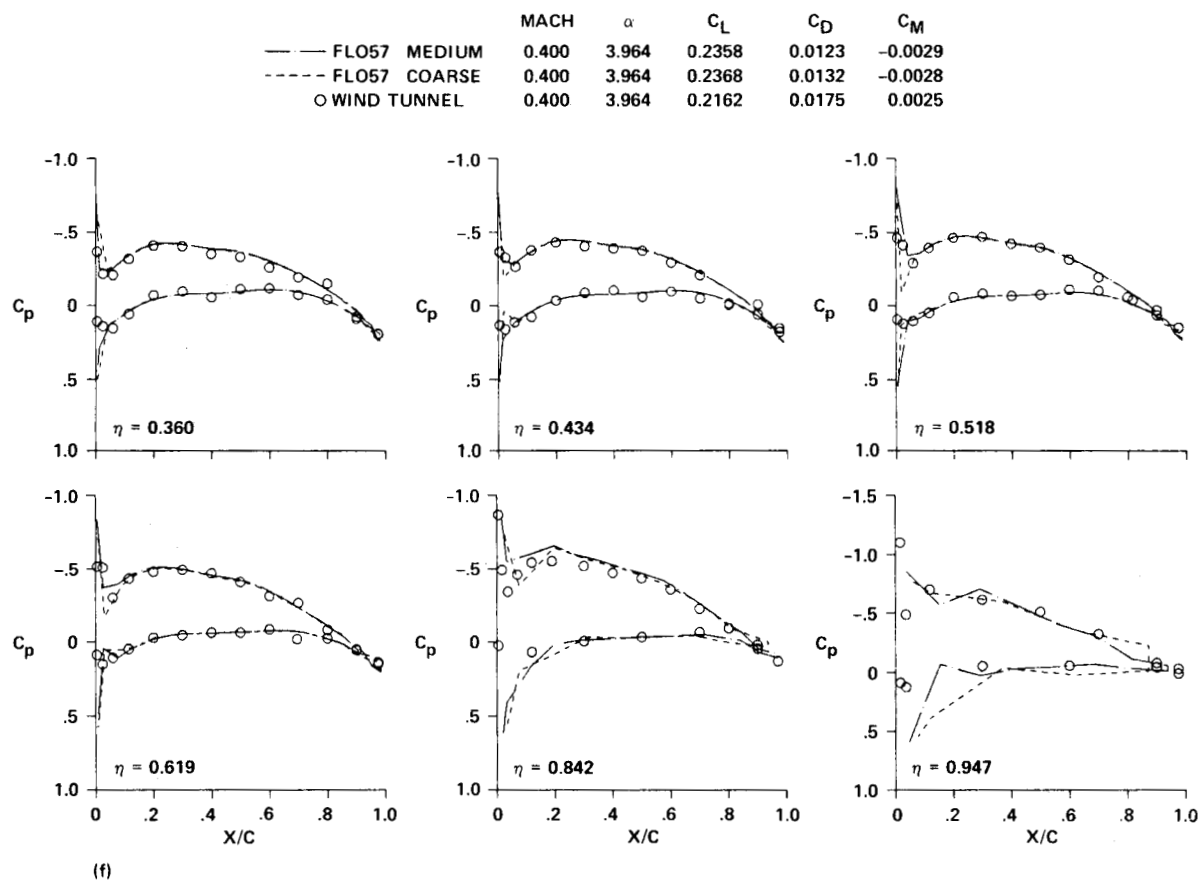 MACH α C_L C_D C_M
FLO57 MEDIUM 0.400 3.964 0.2358 0.0123 −0.0029
FLO57 COARSE 0.400 3.964 0.2368 0.0132 −0.0028
WIND TUNNEL 0.400 3.964 0.2162 0.0175 0.0025
−1.0
−.5
0
.5
1.0
C_p
η = 0.360
−1.0
−.5
0
.5
1.0
C_p
η = 0.434
−1.0
−.5
0
.5
1.0
C_p
η = 0.518
−1.0
−.5
0
.5
1.0
C_p
η = 0.619
0 .2 .4 .6 .8 1.0
X/C
−1.0
−.5
0
.5
1.0
C_p
η = 0.842
0 .2 .4 .6 .8 1.0
X/C
−1.5
−1.0
−.5
0
.5
1.0
C_p
η = 0.947
0 .2 .4 .6 .8 1.0
X/C
(f)